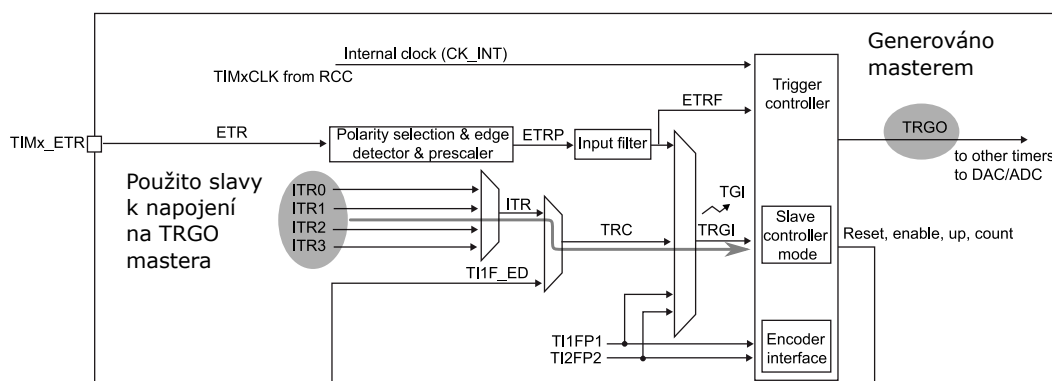 Internal clock (CK_INT)
TIMxCLK from RCC
Generováno
masterem
Trigger
controller
ETRF
TRGO
to other timers
to DAC/ADC
TIMx_ETR
ETR
Polarity selection & edge
detector & prescaler
ETRP
Input filter
Použito slavy
k napojení
na TRGO
mastera
ITR0
ITR1
ITR2
ITR3
ITR
TI1F_ED
TRC
TGI
TRGI
Slave
controller
mode
Reset, enable, up, count
TI1FP1
TI2FP2
Encoder
interface